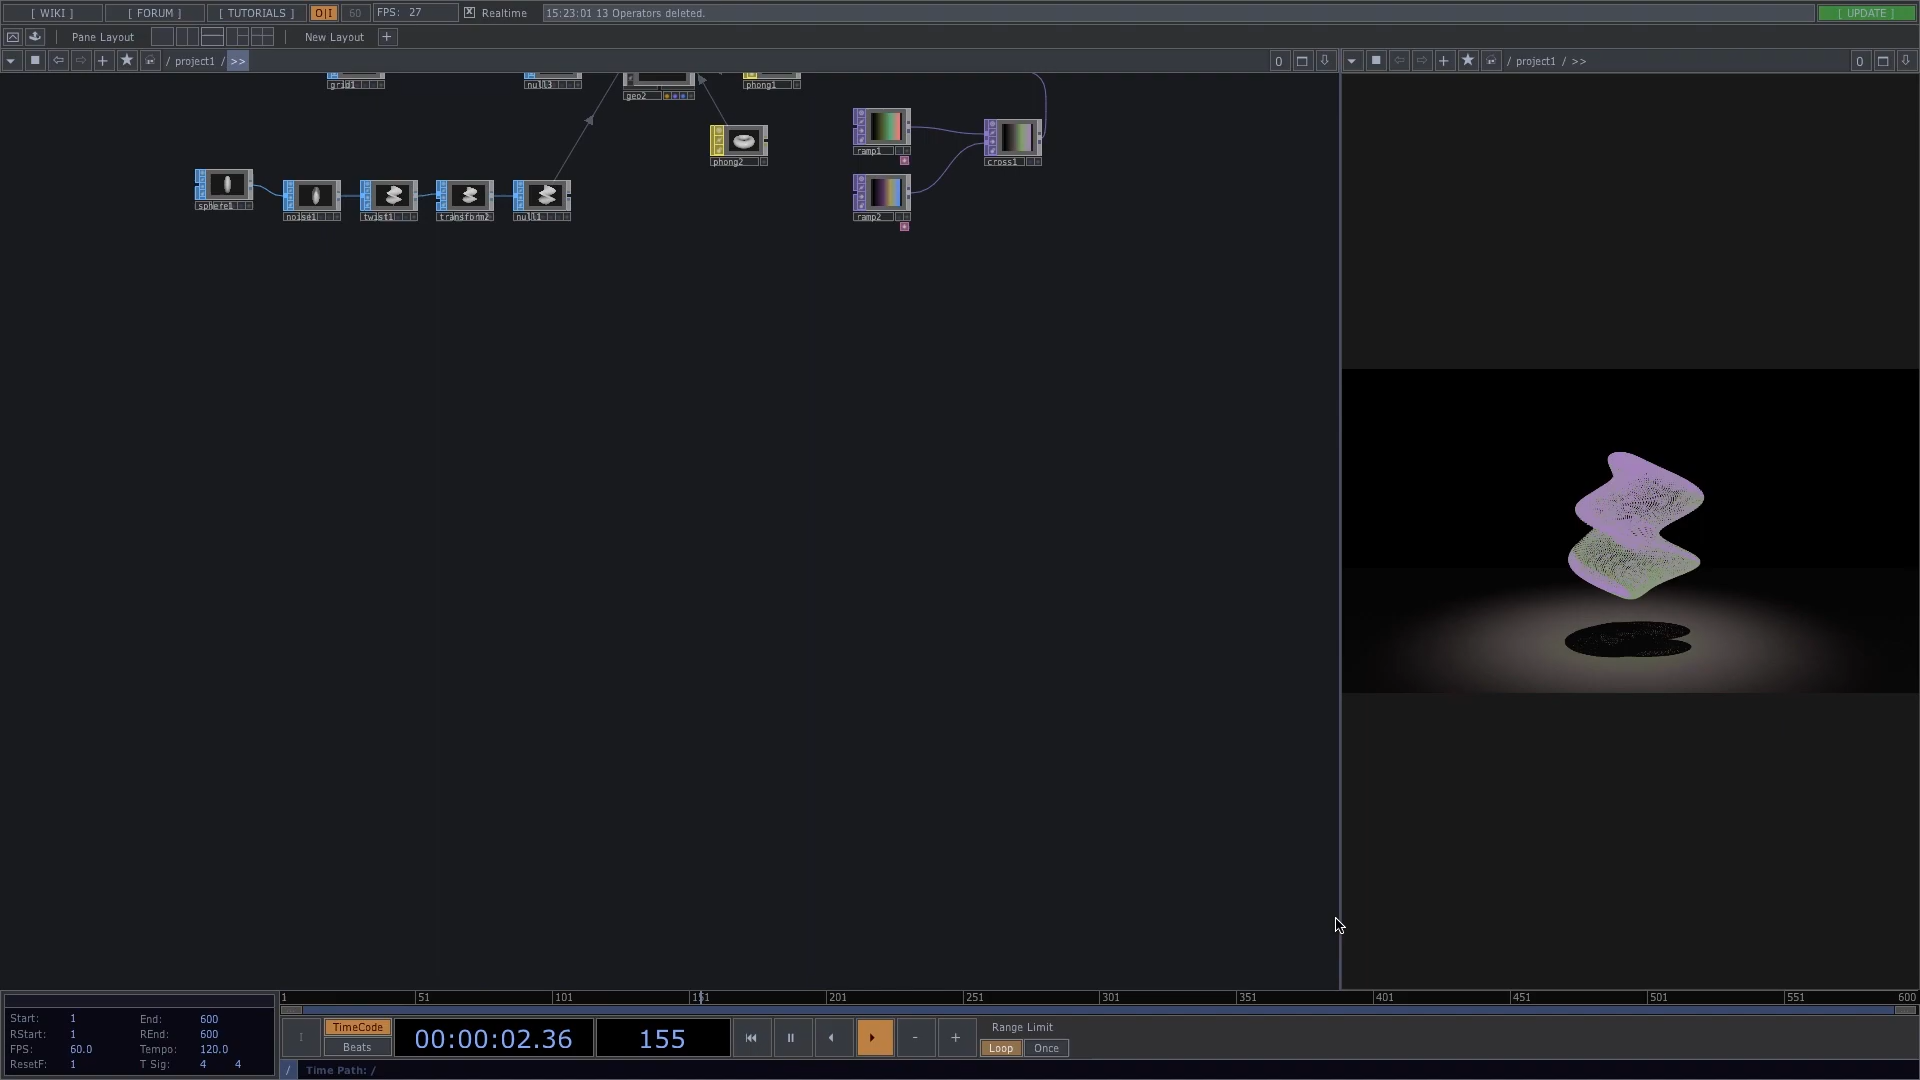 [ WIKI ] [ FORUM ] [ TUTORIALS ] O|I 60 FPS: 27 Realtime 15:23:01 13 Operators deleted. [ UPDATE ]
Pane Layout New Layout +
/ project1 / >> 0 / project1 / >> 0
grid1 null3 geo2 phong1
ramp1 phong2 cross1
sphere1 noise1 twist1 transform2 null1 ramp2
1 51 101 151 201 251 301 351 401 451 501 551 600
Start: 1 End: 600
RStart: 1 REnd: 600
FPS: 60.0 Tempo: 120.0
ResetF: 1 T Sig: 4 4
TimeCode
Beats
00:00:02.36 155 - +
Range Limit
Loop Once
/ Time Path: /